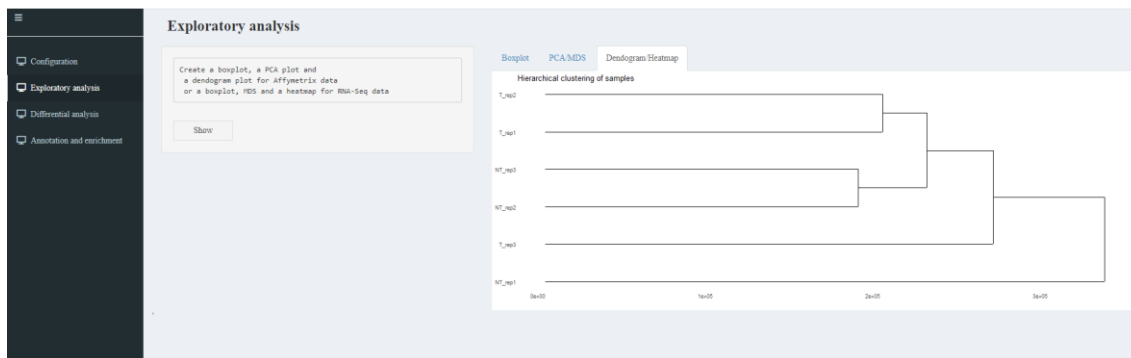 Exploratory analysis
Configuration
Exploratory analysis
Differential analysis
Annotation and enrichment
Create a boxplot, a PCA plot and
a dendogram plot for Affymetrix data
or a boxplot, MDS and a heatmap for RNA-Seq data
Show
Boxplot PCA/MDS Dendogram/Heatmap
Hierarchical clustering of samples
T_rep2
T_rep1
NT_rep3
NT_rep2
T_rep3
NT_rep1
0e+00 1e+05 2e+05 3e+05